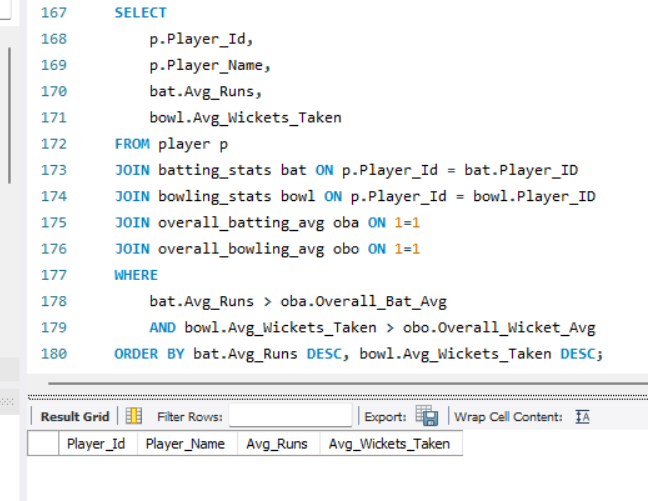 167 SELECT
168 p.Player_Id,
169 p.Player_Name,
170 bat.Avg_Runs,
171 bowl.Avg_Wickets_Taken
172 FROM player p
173 JOIN batting_stats bat ON p.Player_Id = bat.Player_ID
174 JOIN bowling_stats bowl ON p.Player_Id = bowl.Player_ID
175 JOIN overall_batting_avg oba ON 1=1
176 JOIN overall_bowling_avg obo ON 1=1
177 WHERE
178 bat.Avg_Runs > oba.Overall_Bat_Avg
179 AND bowl.Avg_Wickets_Taken > obo.Overall_Wicket_Avg
180 ORDER BY bat.Avg_Runs DESC, bowl.Avg_Wickets_Taken DESC;
Result Grid Filter Rows: Export: Wrap Cell Content:
Player_Id Player_Name Avg_Runs Avg_Wickets_Taken